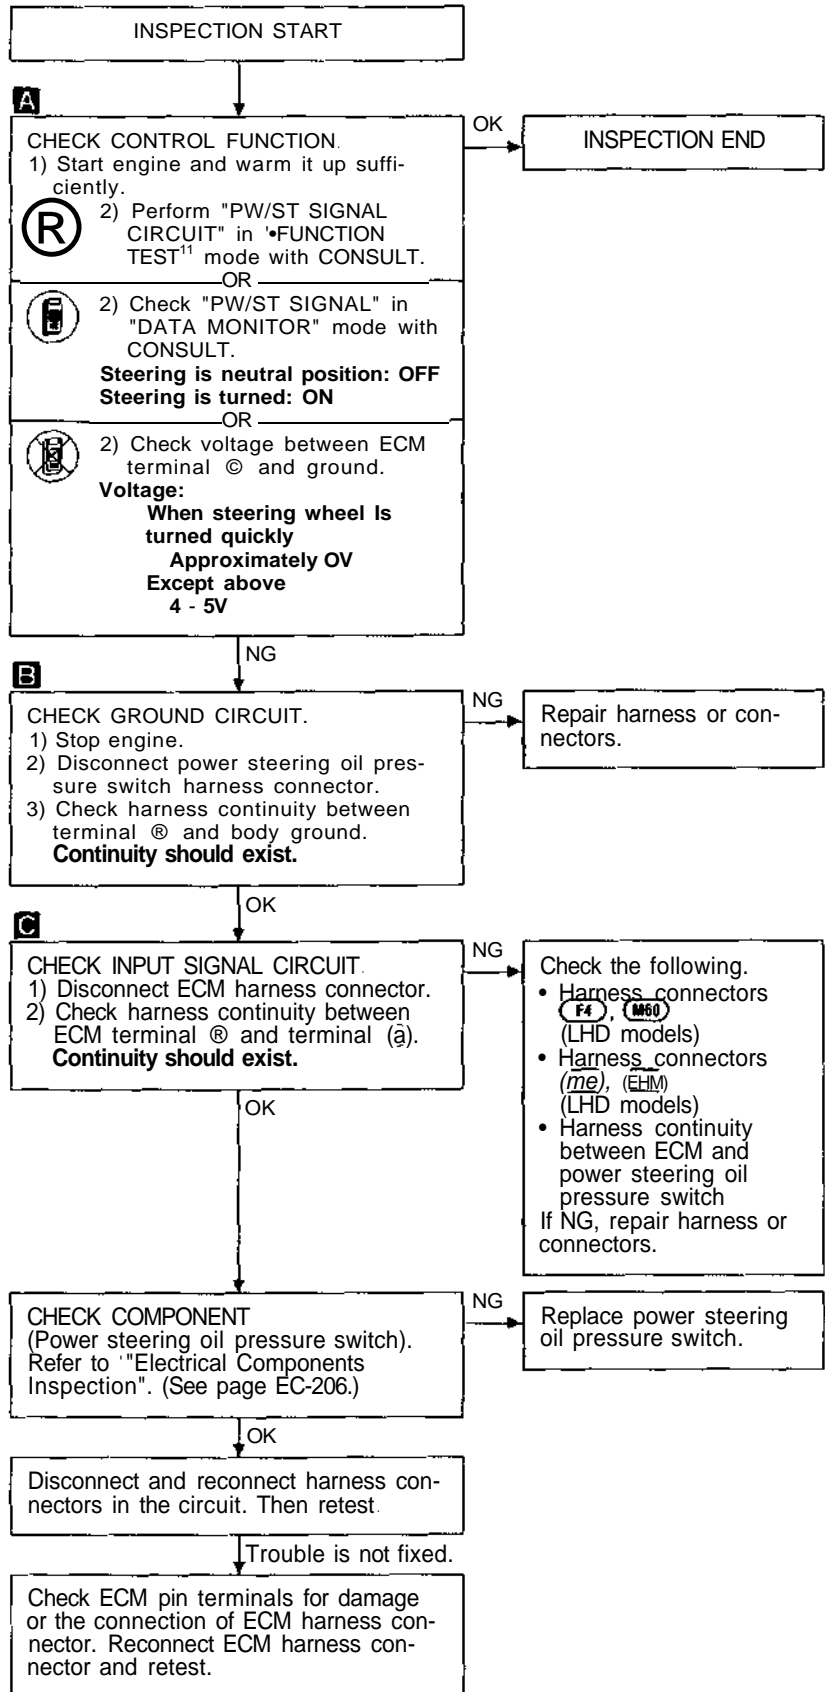 INSPECTION START
A
CHECK CONTROL FUNCTION.
1) Start engine and warm it up suffi-
ciently.
®
2) Perform "PW/ST SIGNAL
CIRCUIT" in '•FUNCTION
TEST¹¹ mode with CONSULT.
OR
2) Check "PW/ST SIGNAL" in
"DATA MONITOR" mode with
CONSULT.
Steering is neutral position: OFF
Steering is turned: ON
OR
2) Check voltage between ECM
terminal © and ground.
Voltage:
When steering wheel Is
turned quickly
Approximately OV
Except above
4 - 5V
OK
INSPECTION END
NG
B
CHECK GROUND CIRCUIT.
1) Stop engine.
2) Disconnect power steering oil pres-
sure switch harness connector.
3) Check harness continuity between
terminal ® and body ground.
Continuity should exist.
NG
Repair harness or con-
nectors.
OK
C
CHECK INPUT SIGNAL CIRCUIT.
1) Disconnect ECM harness connector.
2) Check harness continuity between
ECM terminal ® and terminal (a).
Continuity should exist.
NG
Check the following.
• Harness connectors
F4, M60
(LHD models)
• Harness connectors
(me), (EHM)
(LHD models)
• Harness continuity
between ECM and
power steering oil
pressure switch
If NG, repair harness or
connectors.
OK
CHECK COMPONENT
(Power steering oil pressure switch).
Refer to '"Electrical Components
Inspection". (See page EC-206.)
NG
Replace power steering
oil pressure switch.
OK
Disconnect and reconnect harness con-
nectors in the circuit. Then retest.
Trouble is not fixed.
Check ECM pin terminals for damage
or the connection of ECM harness con-
nector. Reconnect ECM harness con-
nector and retest.